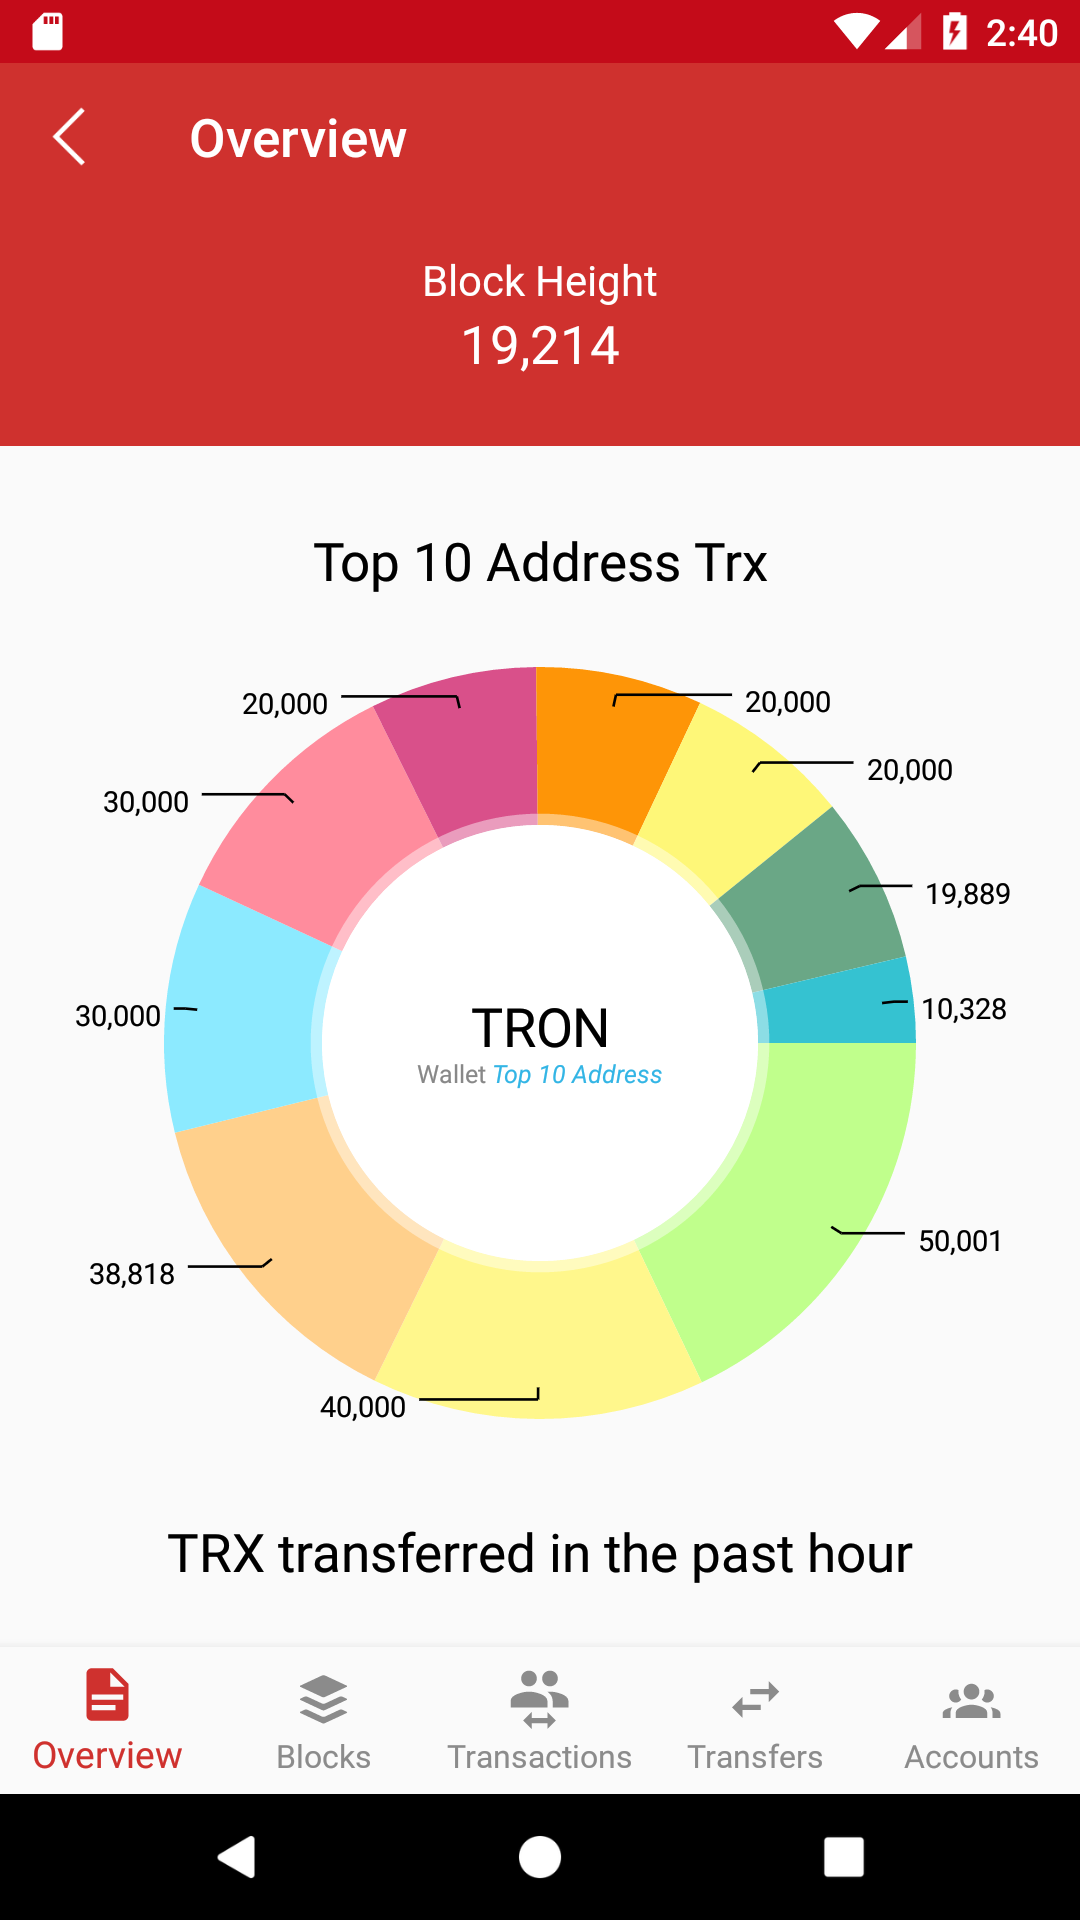 2:40
Overview
Block Height
19,214
Top 10 Address Trx
20,000
20,000
20,000
30,000
19,889
30,000
10,328
TRON
Wallet Top 10 Address
50,001
38,818
40,000
TRX transferred in the past hour
Overview
Blocks
Transactions
Transfers
Accounts